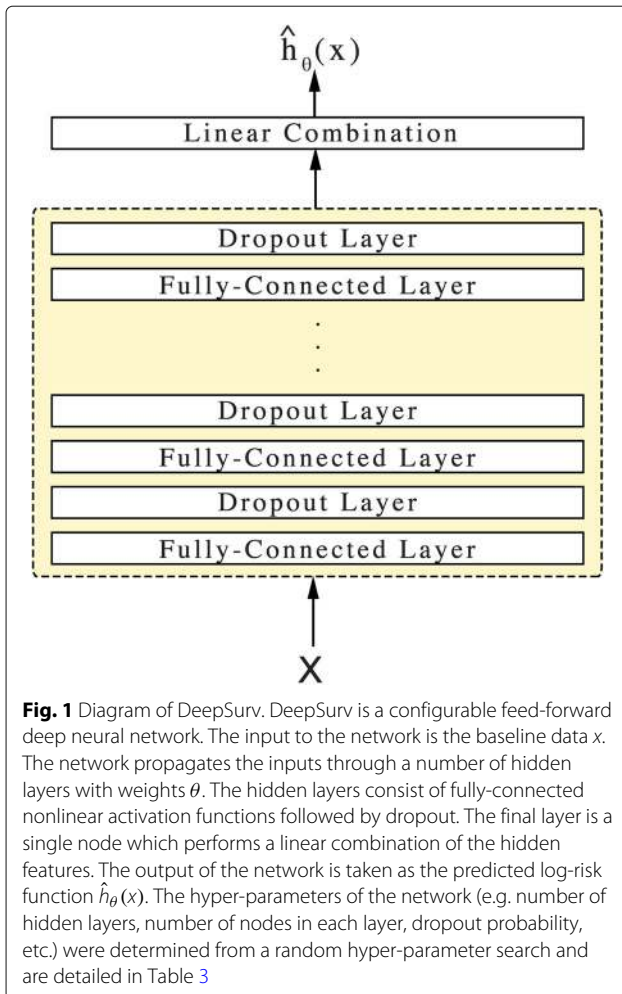 ĥ_θ(x)
Linear Combination
Dropout Layer
Fully-Connected Layer
.
.
.
Dropout Layer
Fully-Connected Layer
Dropout Layer
Fully-Connected Layer
X
Fig. 1 Diagram of DeepSurv. DeepSurv is a configurable feed-forward
deep neural network. The input to the network is the baseline data x.
The network propagates the inputs through a number of hidden
layers with weights θ. The hidden layers consist of fully-connected
nonlinear activation functions followed by dropout. The final layer is a
single node which performs a linear combination of the hidden
features. The output of the network is taken as the predicted log-risk
function ĥ_θ(x). The hyper-parameters of the network (e.g. number of
hidden layers, number of nodes in each layer, dropout probability,
etc.) were determined from a random hyper-parameter search and
are detailed in Table 3